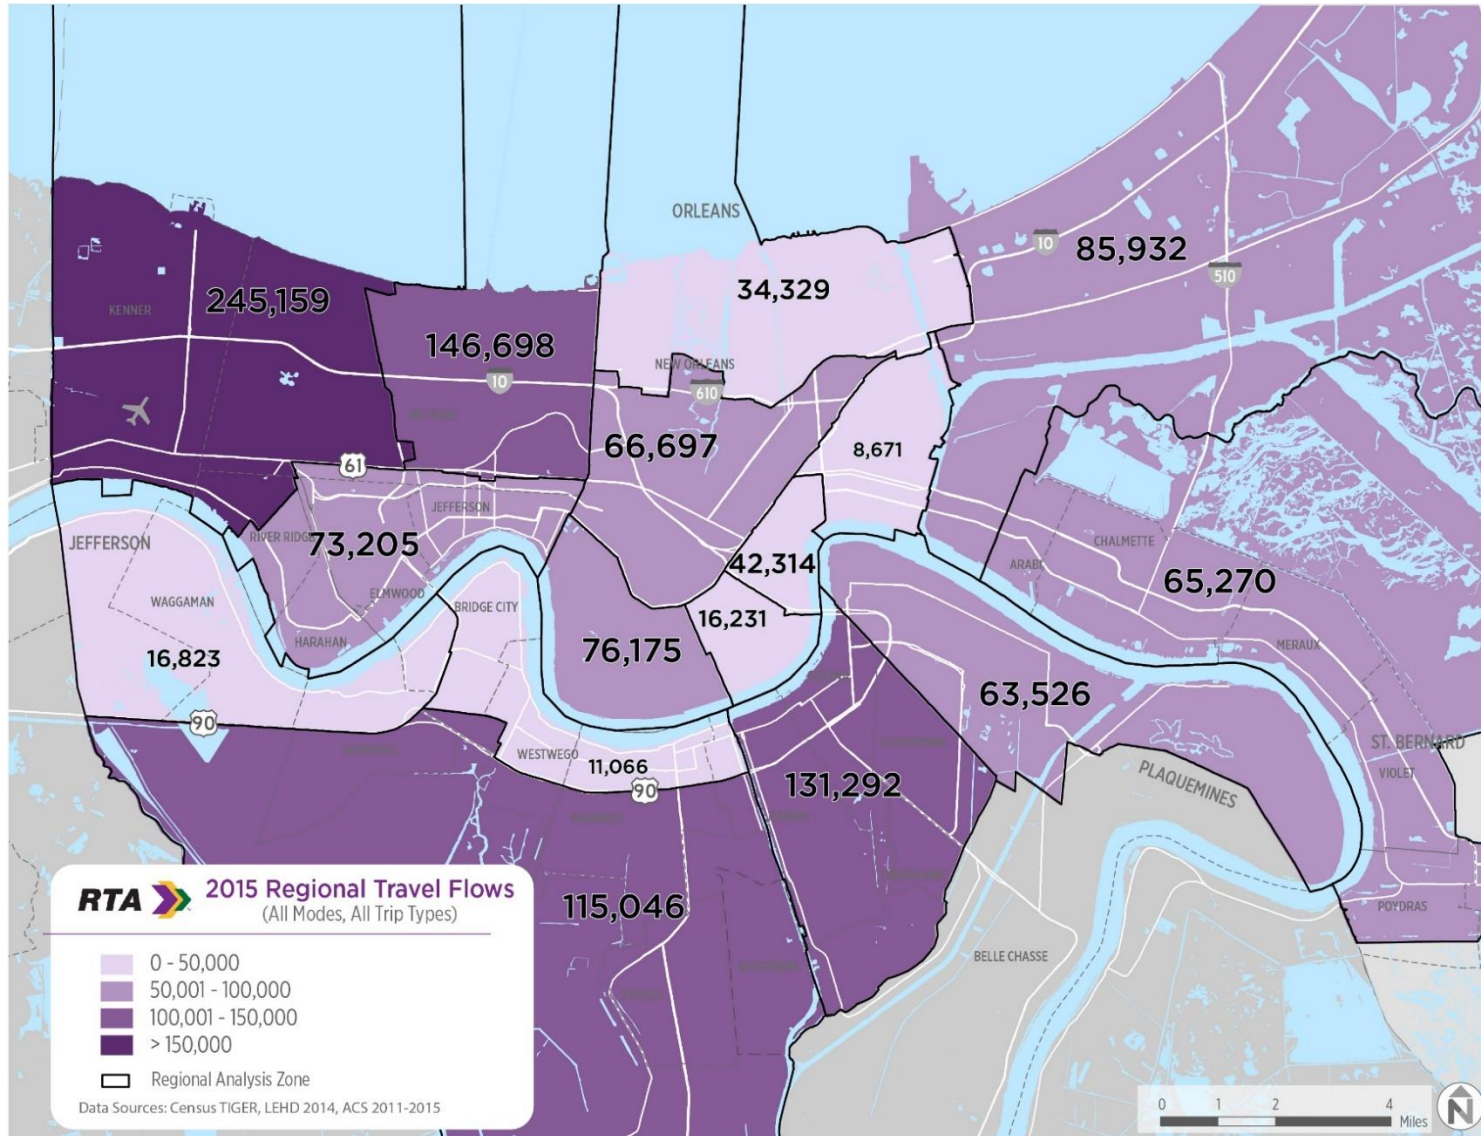 ORLEANS
10
85,932
510
34,329
245,159
KENNER
146,698
10
NEW ORLEANS
610
66,697
8,671
61
JEFFERSON
RIVER RIDGE
73,205
JEFFERSON
CHALMETTE
ARABI
42,314
65,270
ELMWOOD
BRIDGE CITY
WAGGAMAN
16,231
HARAHAN
16,823
76,175
MERAUX
63,526
90
WESTWEGO
11,066
90
131,292
ST. BERNARD
VIOLET
PLAQUEMINES
115,046
POYDRAS
BELLE CHASSE
RTA
2015 Regional Travel Flows
(All Modes, All Trip Types)
0 - 50,000
50,001 - 100,000
100,001 - 150,000
> 150,000
Regional Analysis Zone
Data Sources: Census TIGER, LEHD 2014, ACS 2011-2015
0 1 2 4
Miles
N